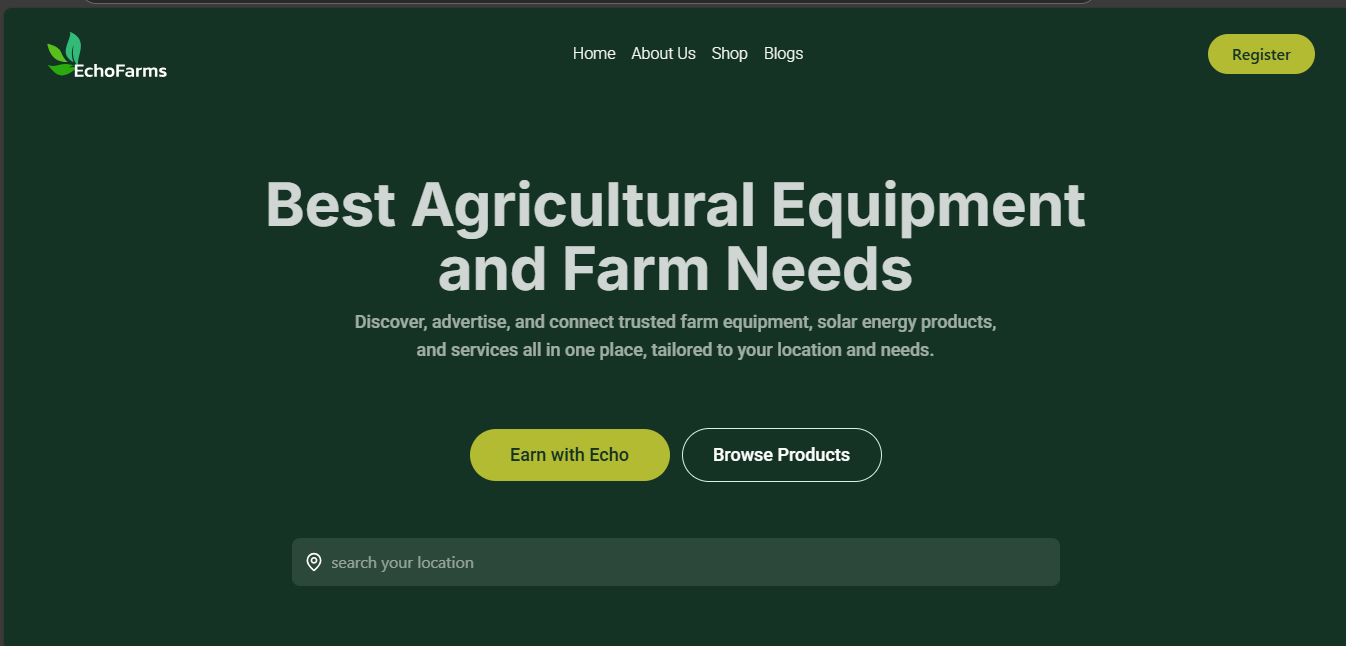 EchoFarms
Home About Us Shop Blogs
Register
Best Agricultural Equipment
and Farm Needs
Discover, advertise, and connect trusted farm equipment, solar energy products,
and services all in one place, tailored to your location and needs.
Earn with Echo
Browse Products
search your location